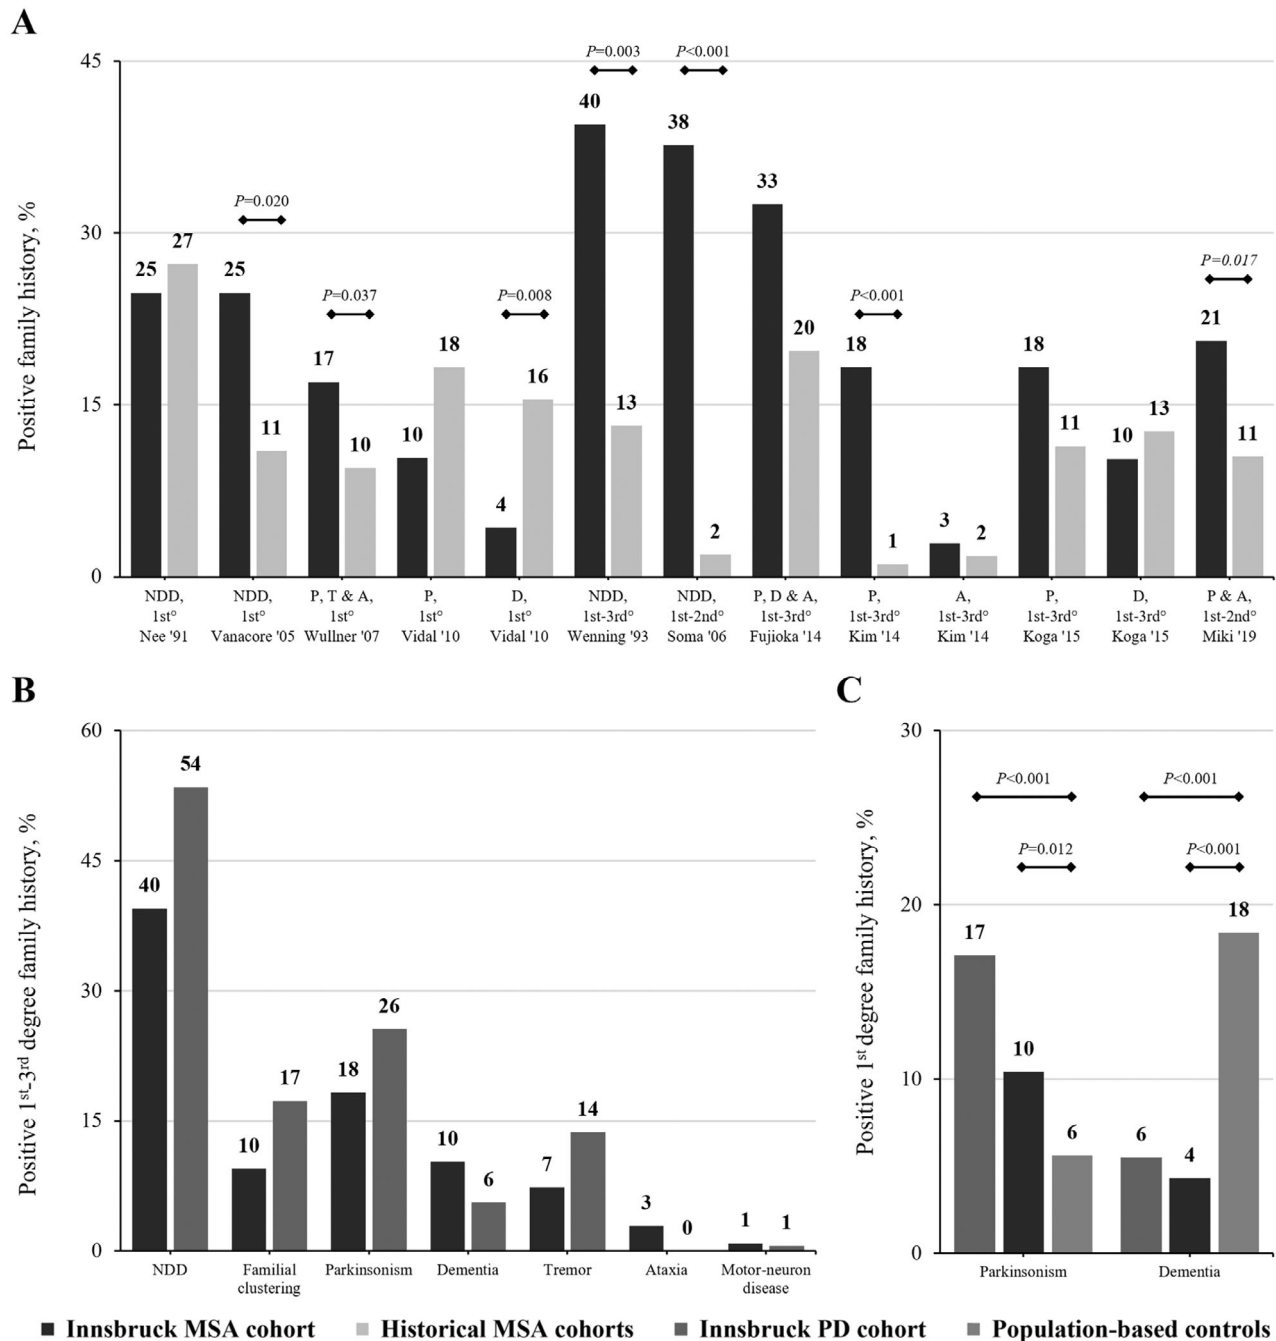 A
Positive family history, %
45
30
15
0
P=0.003
P<0.001
P=0.020
P=0.037
P=0.008
P<0.001
P=0.017
25
27
25
11
17
10
10
18
4
16
40
13
38
2
33
20
18
1
3
2
18
11
10
13
21
11
NDD,
1st°
Nee '91
NDD,
1st°
Vanacore '05
P, T & A,
1st°
Wullner '07
P,
1st°
Vidal '10
D,
1st°
Vidal '10
NDD,
1st-3rd°
Wenning '93
NDD,
1st-2nd°
Soma '06
P, D & A,
1st-3rd°
Fujioka '14
P,
1st-3rd°
Kim '14
A,
1st-3rd°
Kim '14
P,
1st-3rd°
Koga '15
D,
1st-3rd°
Koga '15
P & A,
1st-2nd°
Miki '19
B
Positive 1st-3rd degree family history, %
60
45
30
15
0
40
54
10
17
18
26
10
6
7
14
3
0
1
1
NDD
Familial
clustering
Parkinsonism
Dementia
Tremor
Ataxia
Motor-neuron
disease
C
Positive 1st degree family history, %
30
20
10
0
P<0.001
P<0.001
P=0.012
P<0.001
17
10
6
6
4
18
Parkinsonism
Dementia
Innsbruck MSA cohort
Historical MSA cohorts
Innsbruck PD cohort
Population-based controls